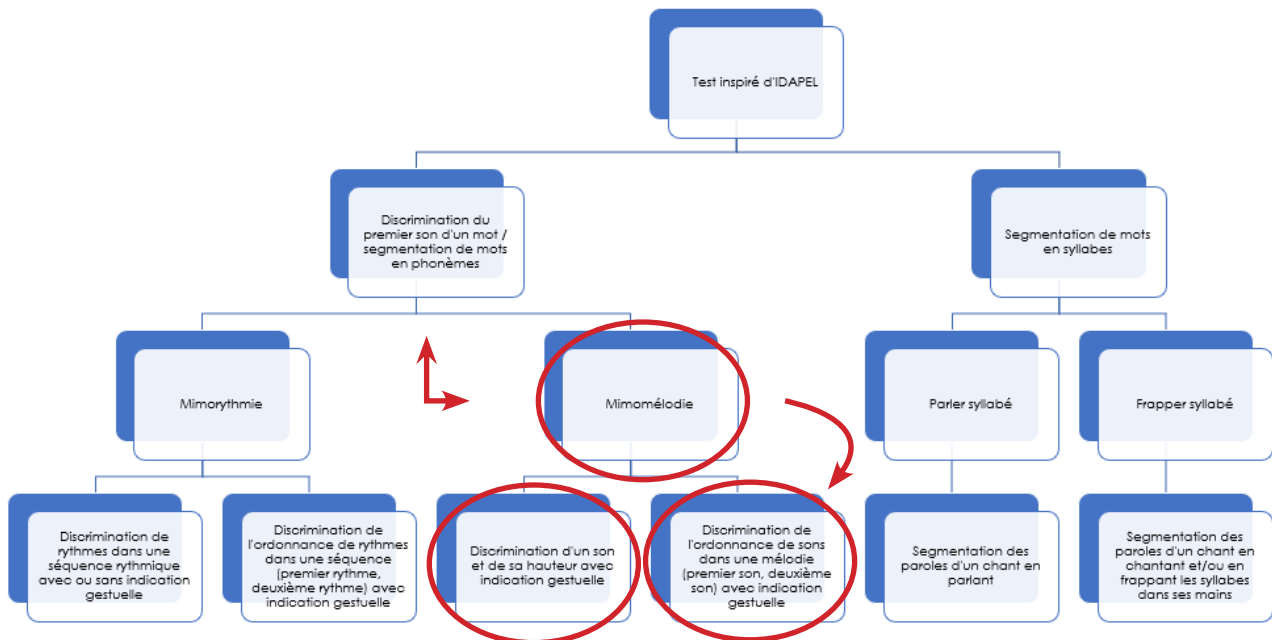 Test inspiré d'IDAPEL
Discrimination du
premier son d'un mot /
segmentation de mots
en phonèmes
Segmentation de mots
en syllabes
Mimorythmie
Mimomélodie
Parler syllabé
Frapper syllabé
Discrimination de
rythmes dans une
séquence rythmique
avec ou sans indication
gestuelle
Discrimination de
l'ordonnance de rythmes
dans une séquence
(premier rythme,
deuxième rythme) avec
indication gestuelle
Discrimination d'un son
et de sa hauteur avec
indication gestuelle
Discrimination de
l'ordonnance de sons
dans une mélodie
(premier son, deuxième
son) avec indication
gestuelle
Segmentation des
paroles d'un chant en
parlant
Segmentation des
paroles d'un chant en
chantant et/ou en
frappant les syllabes
dans ses mains